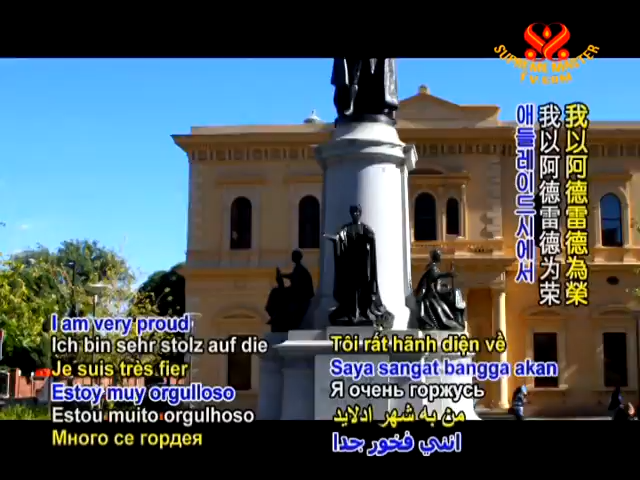 SUPREME MASTER
TV
我以阿德雷德為榮
我以阿德雷德为荣
애들레이드시에서
I am very proud
Ich bin sehr stolz auf die
Je suis très fier
Estoy muy orgulloso
Estou muito orgulhoso
Много се гордея
Tôi rất hãnh diện về
Saya sangat bangga akan
Я очень горжусь
من به شهر ادلاید
انني فخور جدا